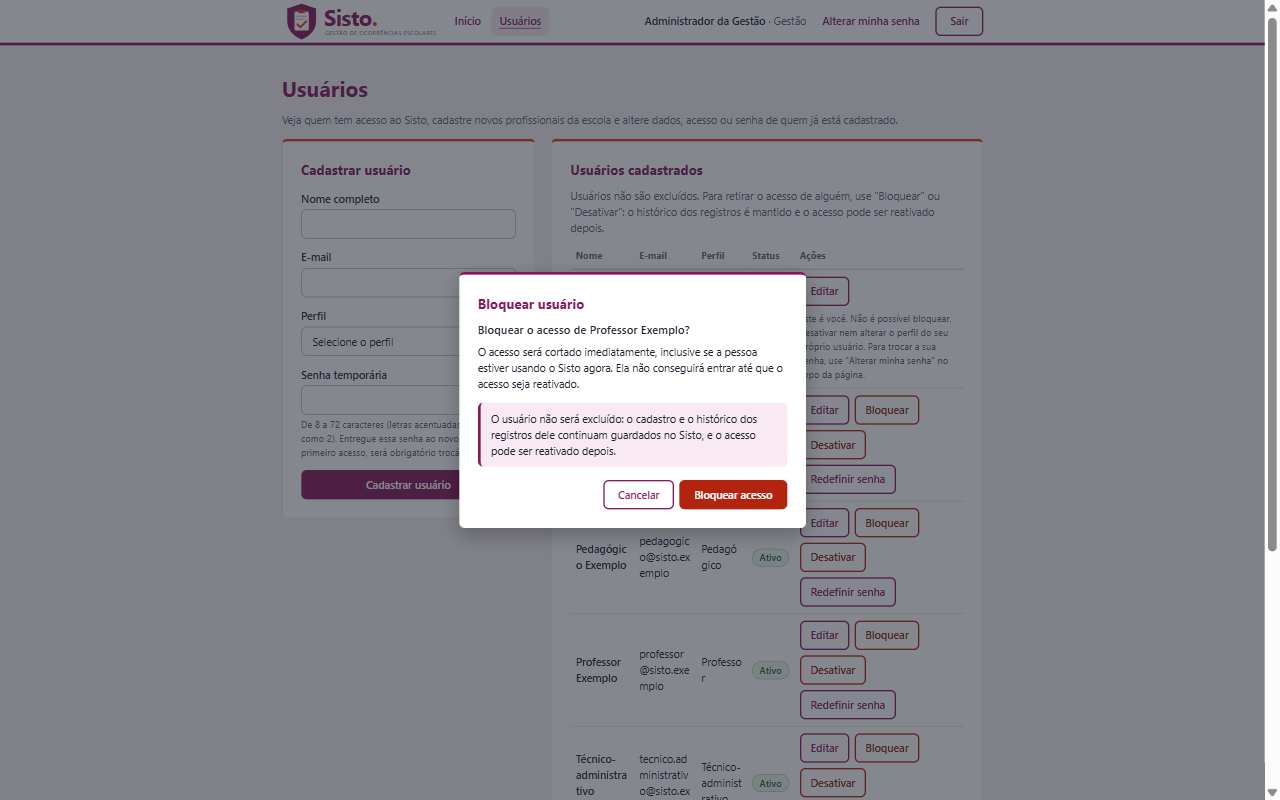 Sisto.
GESTÃO DE OCORRÊNCIAS ESCOLARES
Início
Usuários
Administrador da Gestão · Gestão
Alterar minha senha
Sair
Usuários
Veja quem tem acesso ao Sisto, cadastre novos profissionais da escola e altere dados, acesso ou senha de quem já está cadastrado.
Cadastrar usuário
Nome completo
E-mail
Perfil
Selecione o perfil
Senha temporária
De 8 a 72 caracteres (letras acentuadas
como 2). Entregue essa senha ao novo
primeiro acesso, será obrigatório troca
Cadastrar usuário
Usuários cadastrados
Usuários não são excluídos. Para retirar o acesso de alguém, use "Bloquear" ou
"Desativar": o histórico dos registros é mantido e o acesso pode ser reativado
depois.
Nome E-mail Perfil Status Ações
Editar
ste é você. Não é possível bloquear,
esativar nem alterar o perfil do seu
róprio usuário. Para trocar a sua
enha, use "Alterar minha senha" no
opo da página.
Editar Bloquear
Desativar
Redefinir senha
Bloquear usuário
Bloquear o acesso de Professor Exemplo?
O acesso será cortado imediatamente, inclusive se a pessoa
estiver usando o Sisto agora. Ela não conseguirá entrar até que o
acesso seja reativado.
O usuário não será excluído: o cadastro e o histórico dos
registros dele continuam guardados no Sisto, e o acesso
pode ser reativado depois.
Cancelar
Bloquear acesso
Pedagógic
o Exemplo
pedagogic
o@sisto.ex
emplo
Pedagó
gico
Ativo
Editar Bloquear
Desativar
Redefinir senha
Professor
Exemplo
professor
@sisto.exe
mplo
Professo
r
Ativo
Editar Bloquear
Desativar
Redefinir senha
Técnico-
administra
tivo
tecnico.ad
ministrativ
o@sisto.ex
Técnico-
administ
rativo
Ativo
Editar Bloquear
Desativar